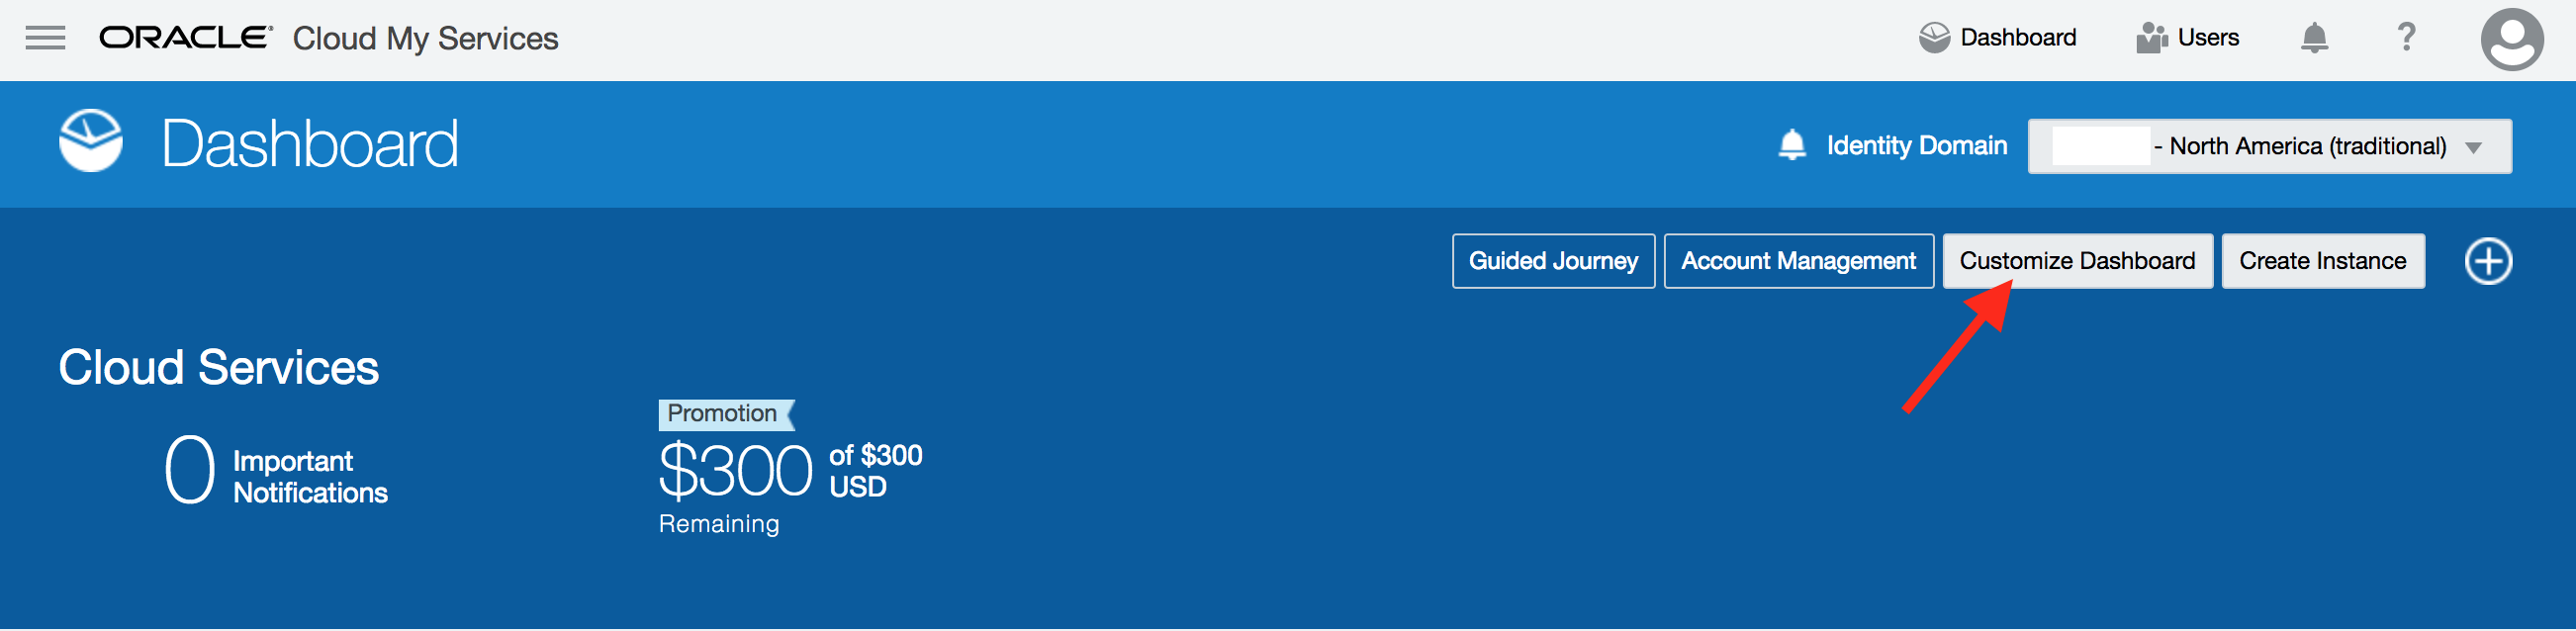 ORACLE® Cloud My Services
Dashboard
Users
?
Dashboard
Identity Domain
- North America (traditional)
Guided Journey
Account Management
Customize Dashboard
Create Instance
Cloud Services
0 Important
Notifications
Promotion
$300 of $300
USD
Remaining